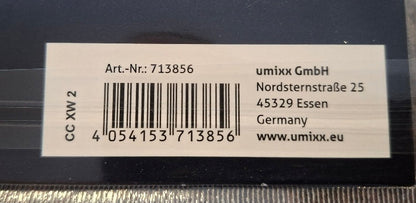 CC XW 2
Art.-Nr.: 713856
4 054153 713856
umixx GmbH
Nordsternstraße 25
45329 Essen
Germany
www.umixx.eu